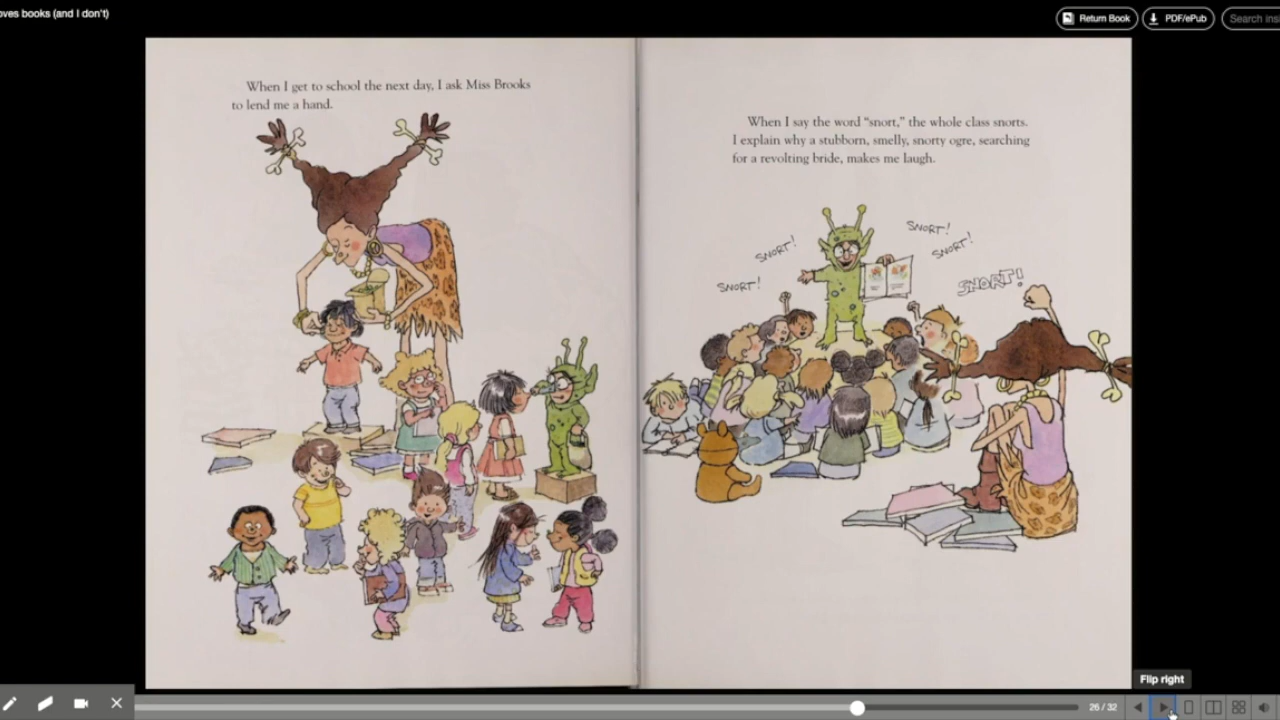 oves books (and I don't)
Return Book
PDF/ePub
Search ins
When I get to school the next day, I ask Miss Brooks
to lend me a hand.
When I say the word “snort,” the whole class snorts.
I explain why a stubborn, smelly, snorty ogre, searching
for a revolting bride, makes me laugh.
SNORT!
SNORT!
SNORT!
SNORT!
SNORT!
Flip right
26 / 32